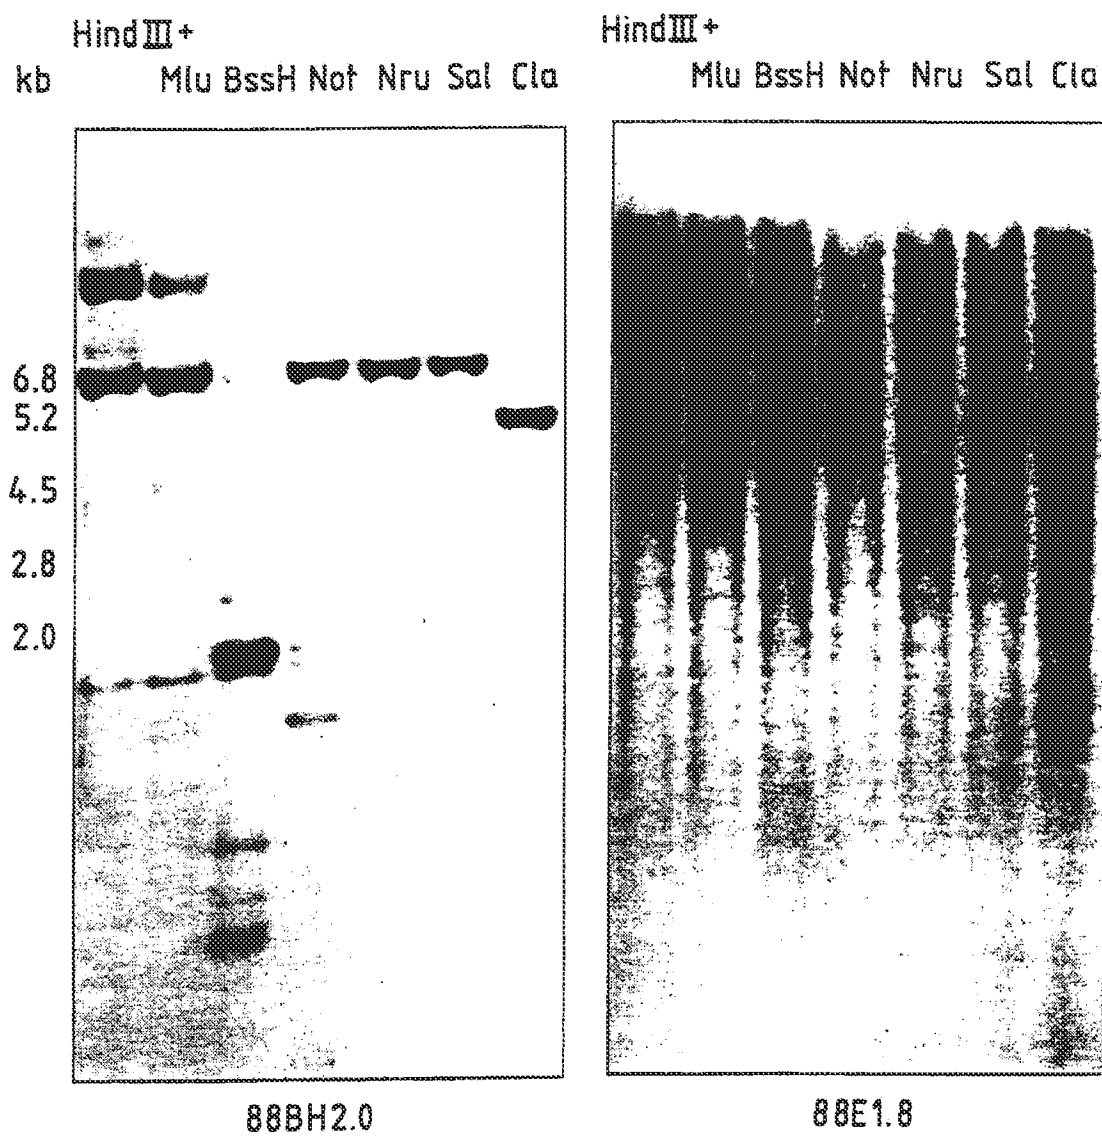 HindIII+
HindIII+
kb Mlu BssH Not Nru Sal Cla
Mlu BssH Not Nru Sal Cla
6.8
5.2
4.5
2.8
2.0
88BH2.0
88E1.8